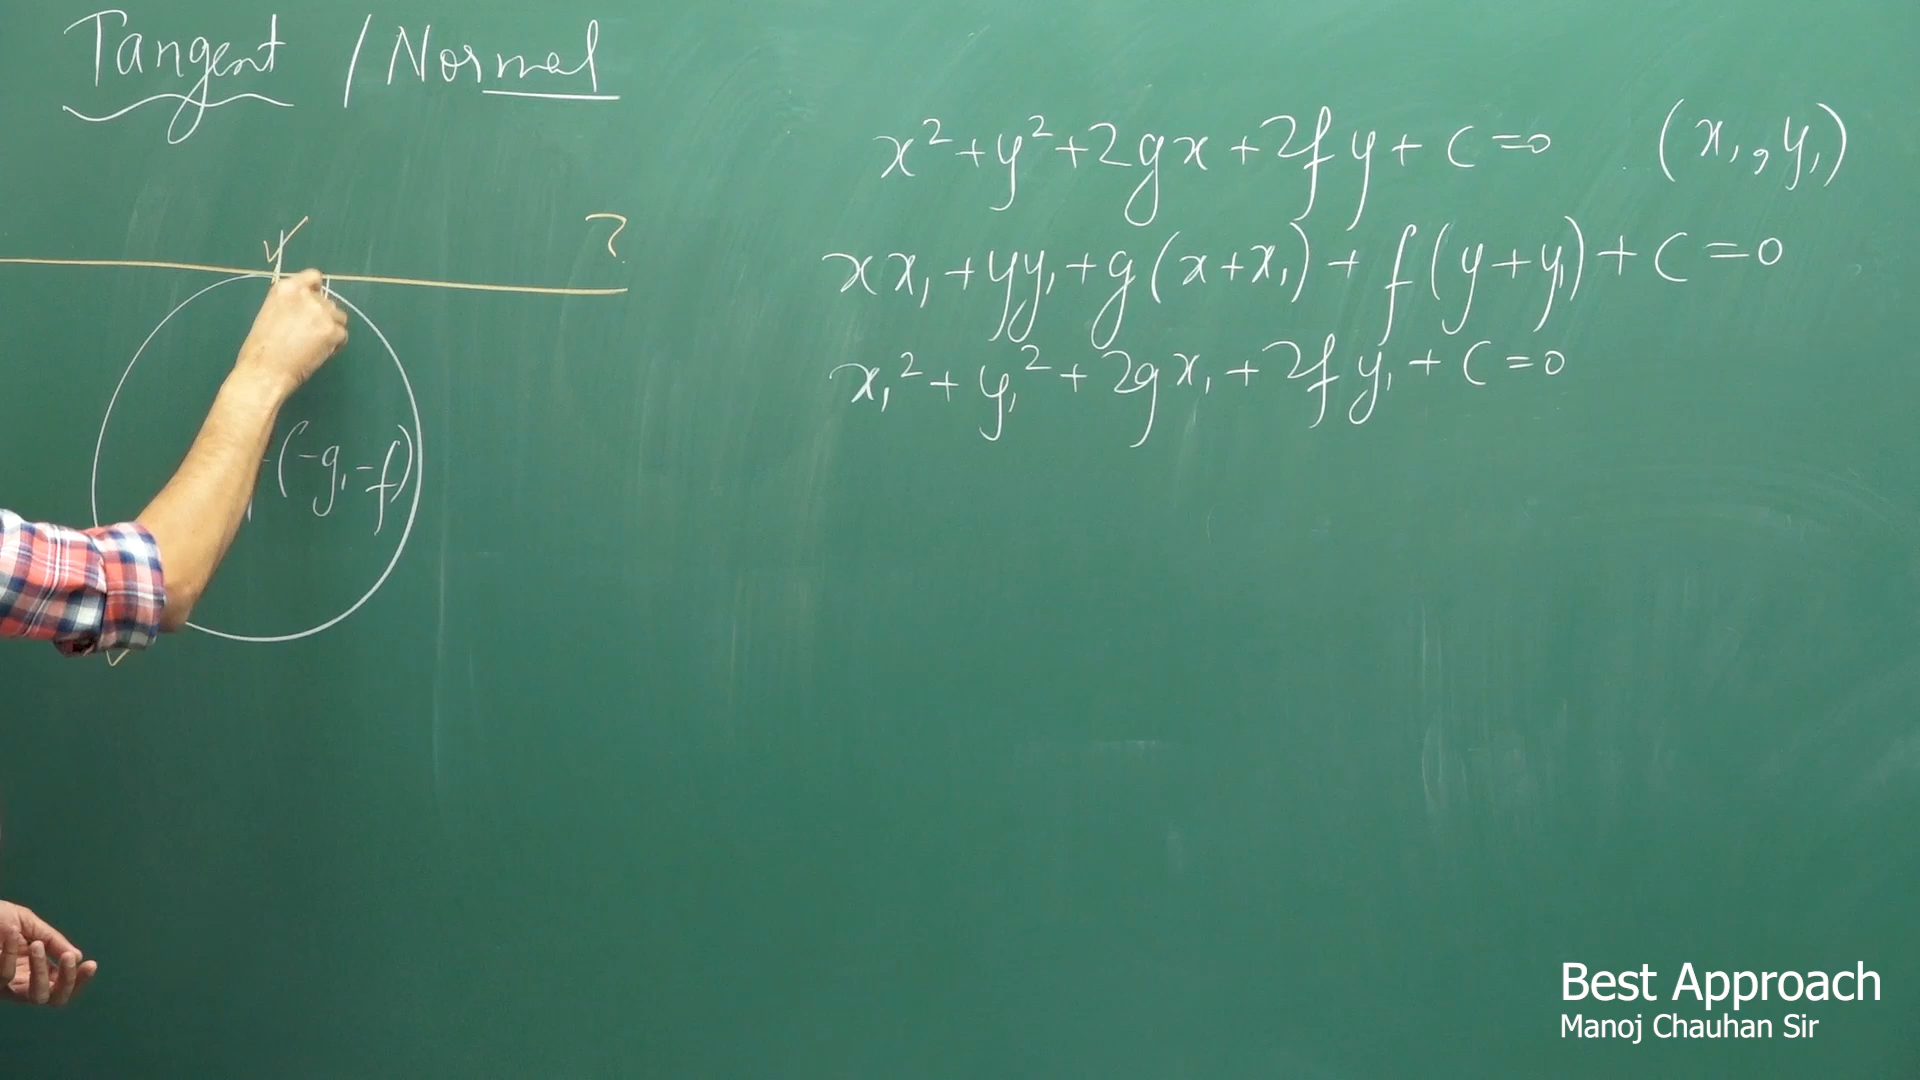 Tangent / Normal
x² + y² + 2gx + 2fy + c = 0 (x₁, y₁)
xx₁ + yy₁ + g(x + x₁) + f(y + y₁) + c = 0
x₁² + y₁² + 2gx₁ + 2fy₁ + c = 0
?
(-g, -f)
Best Approach
Manoj Chauhan Sir